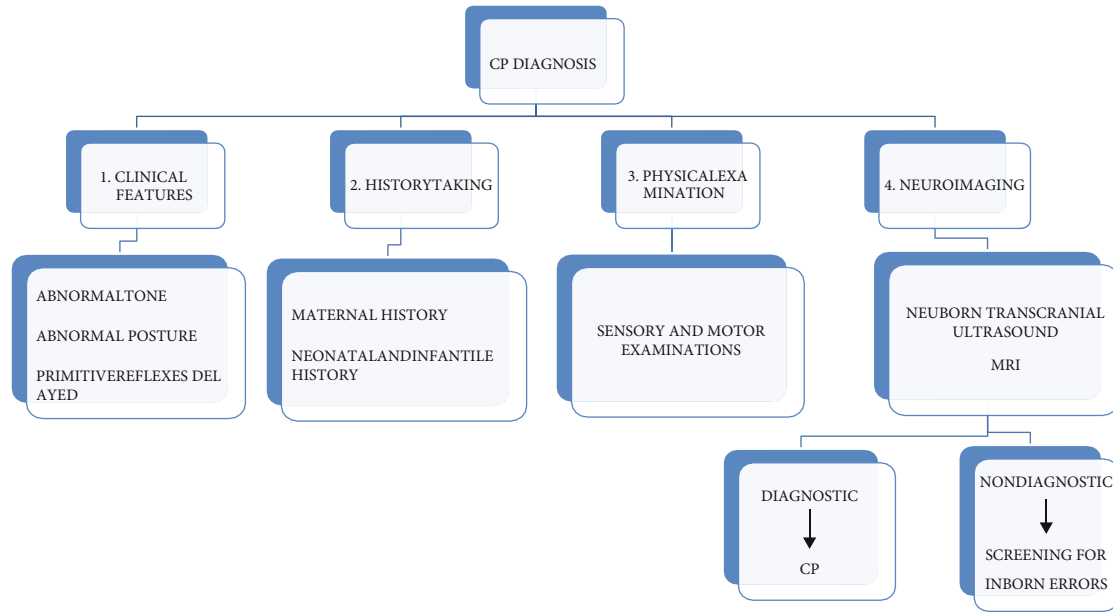 CP DIAGNOSIS
1. CLINICAL
FEATURES
2. HISTORYTAKING
3. PHYSICALEXA
MINATION
4. NEUROIMAGING
ABNORMALTONE
ABNORMAL POSTURE
PRIMITIVEREFLEXES DEL
AYED
MATERNAL HISTORY
NEONATALANDINFANTILE
HISTORY
SENSORY AND MOTOR
EXAMINATIONS
NEUBORN TRANSCRANIAL
ULTRASOUND
MRI
DIAGNOSTIC
CP
NONDIAGNOSTIC
SCREENING FOR
INBORN ERRORS